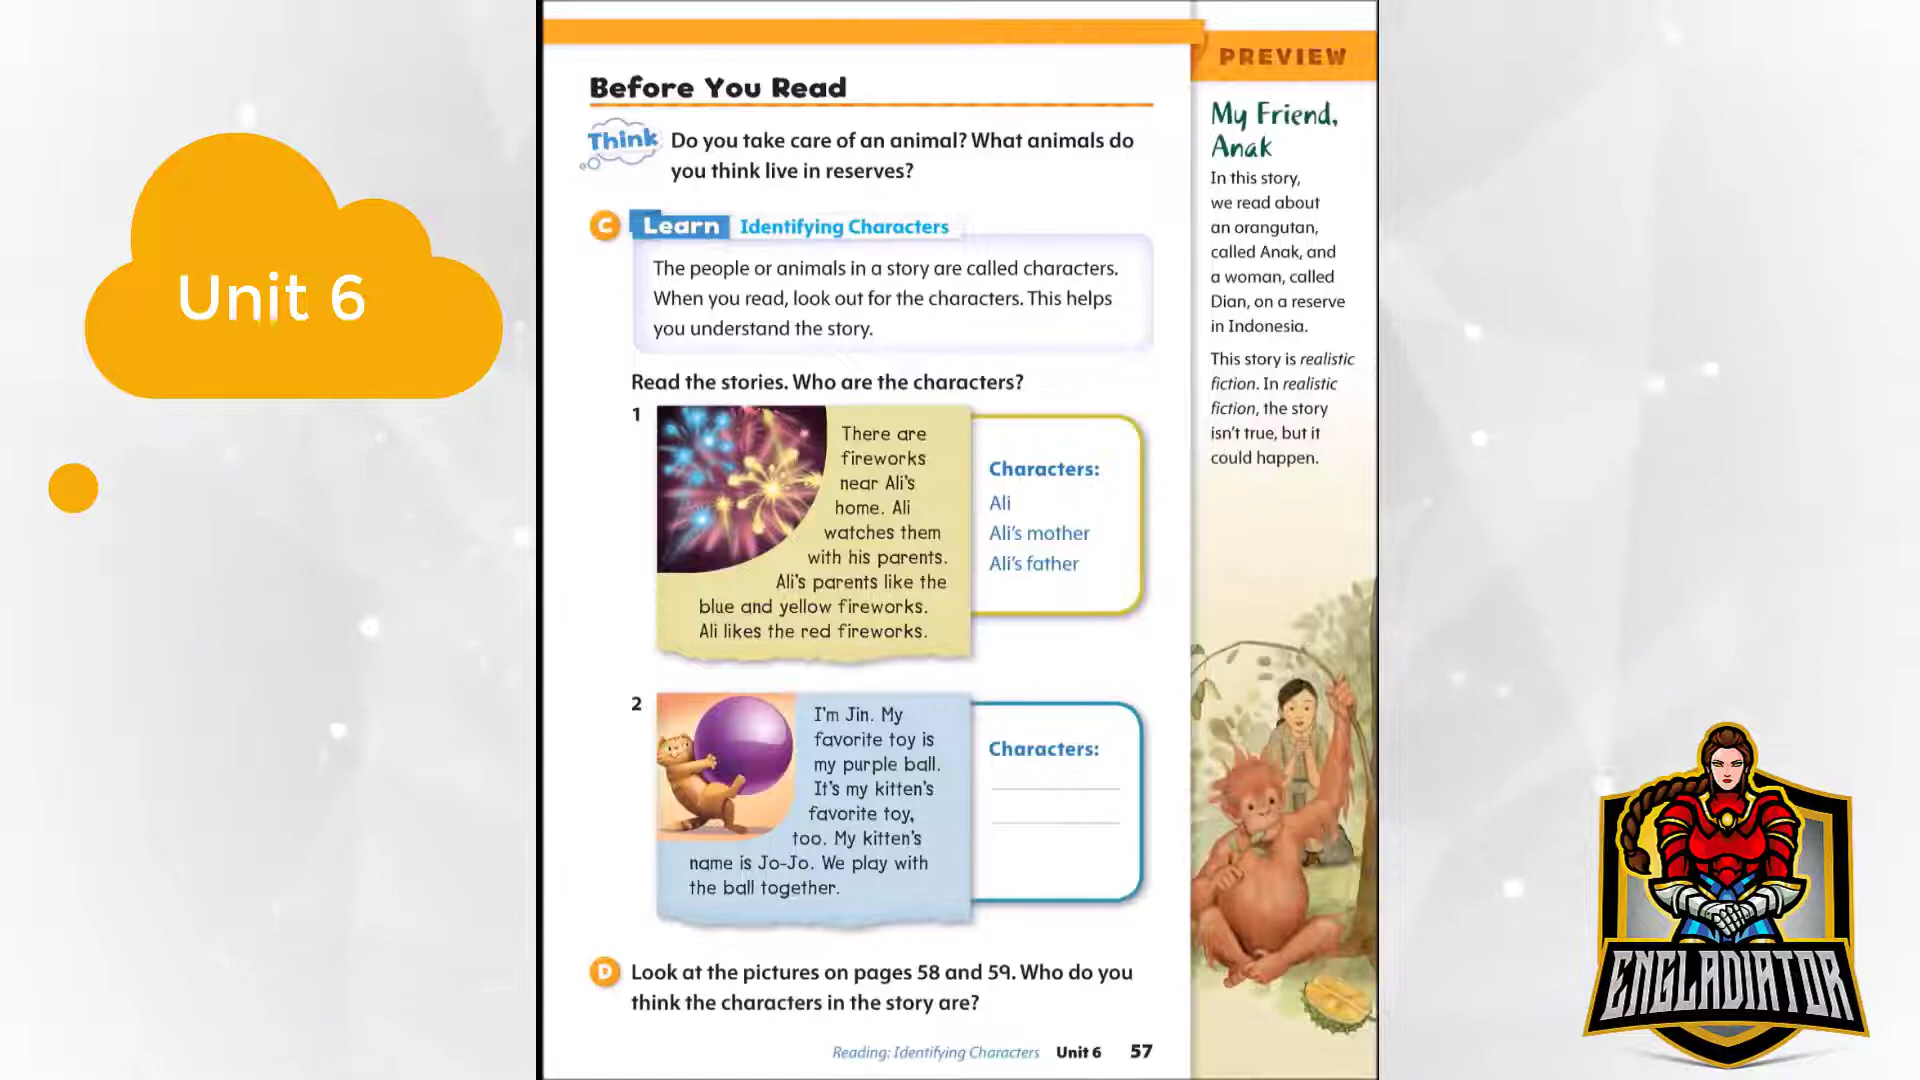 Unit 6
Before You Read
Think
Do you take care of an animal? What animals do
you think live in reserves?
C
Learn
Identifying Characters
The people or animals in a story are called characters.
When you read, look out for the characters. This helps
you understand the story.
Read the stories. Who are the characters?
1
There are
fireworks
near Ali's
home. Ali
watches them
with his parents.
Ali's parents like the
blue and yellow fireworks.
Ali likes the red fireworks.
Characters:
Ali
Ali's mother
Ali's father
2
I'm Jin. My
favorite toy is
my purple ball.
It's my kitten's
favorite toy,
too. My kitten's
name is Jo-Jo. We play with
the ball together.
Characters:
D
Look at the pictures on pages 58 and 59. Who do you
think the characters in the story are?
Reading: Identifying Characters Unit 6 57
PREVIEW
My Friend,
Anak
In this story,
we read about
an orangutan,
called Anak, and
a woman, called
Dian, on a reserve
in Indonesia.
This story is realistic
fiction. In realistic
fiction, the story
isn't true, but it
could happen.
ENGLADIATOR